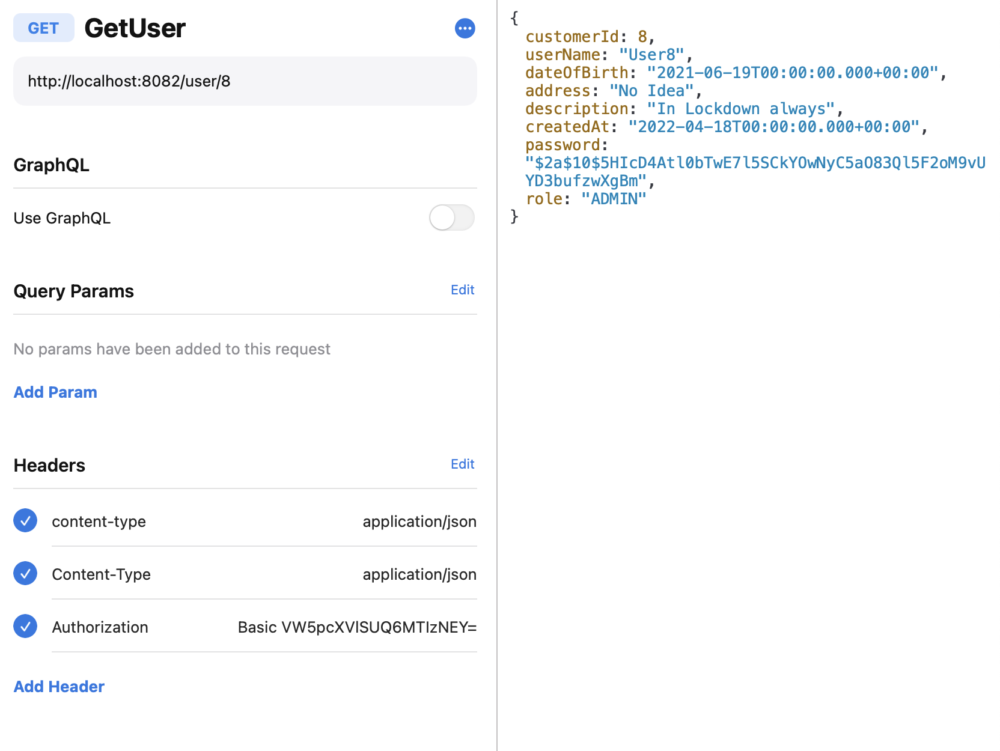 GET GetUser
http://localhost:8082/user/8
GraphQL
Use GraphQL
Query Params Edit
No params have been added to this request
Add Param
Headers Edit
content-type application/json
Content-Type application/json
Authorization Basic VW5pcXVlSUQ6MTIzNEY=
Add Header
{
customerId: 8,
userName: "User8",
dateOfBirth: "2021-06-19T00:00:00.000+00:00",
address: "No Idea",
description: "In Lockdown always",
createdAt: "2022-04-18T00:00:00.000+00:00",
password:
"$2a$10$5HIcD4Atl0bTwE7l5SCkYOwNyC5aO83Ql5F2oM9vU
YD3bufzwXgBm",
role: "ADMIN"
}